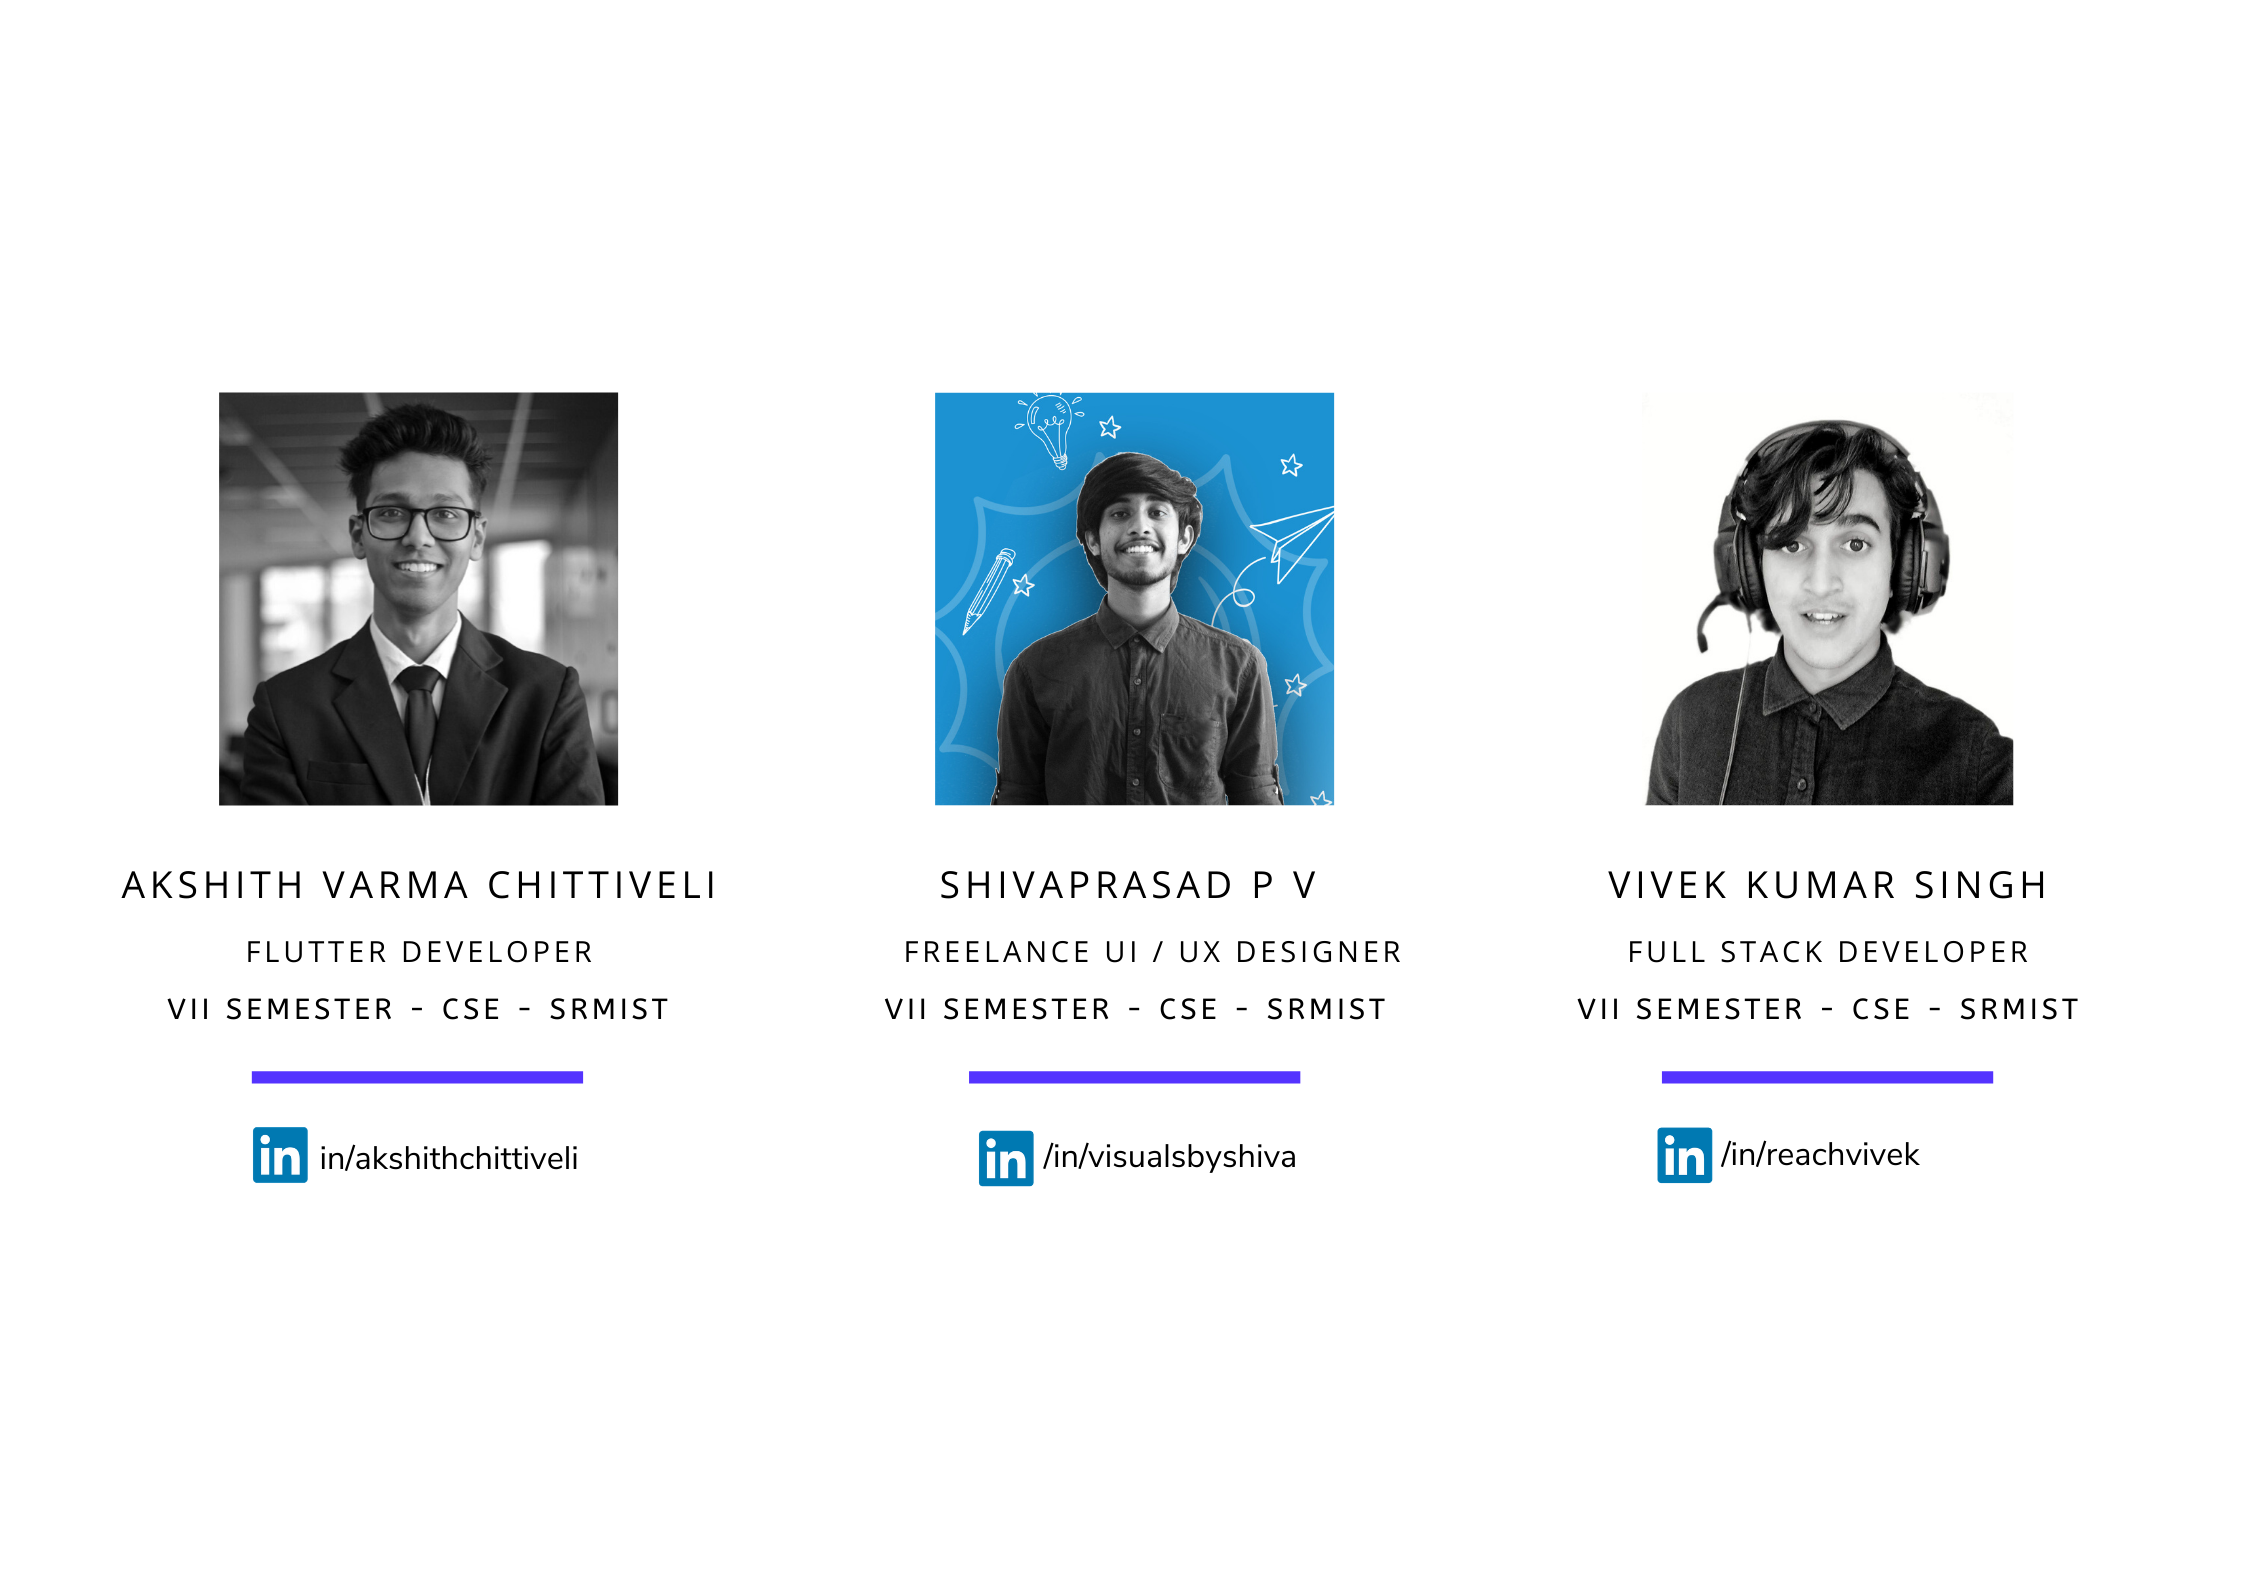 AKSHITH VARMA CHITTIVELI
FLUTTER DEVELOPER
VII SEMESTER - CSE - SRMIST
in in/akshithchittiveli
SHIVAPRASAD P V
FREELANCE UI / UX DESIGNER
VII SEMESTER - CSE - SRMIST
in /in/visualsbyshiva
VIVEK KUMAR SINGH
FULL STACK DEVELOPER
VII SEMESTER - CSE - SRMIST
in /in/reachvivek